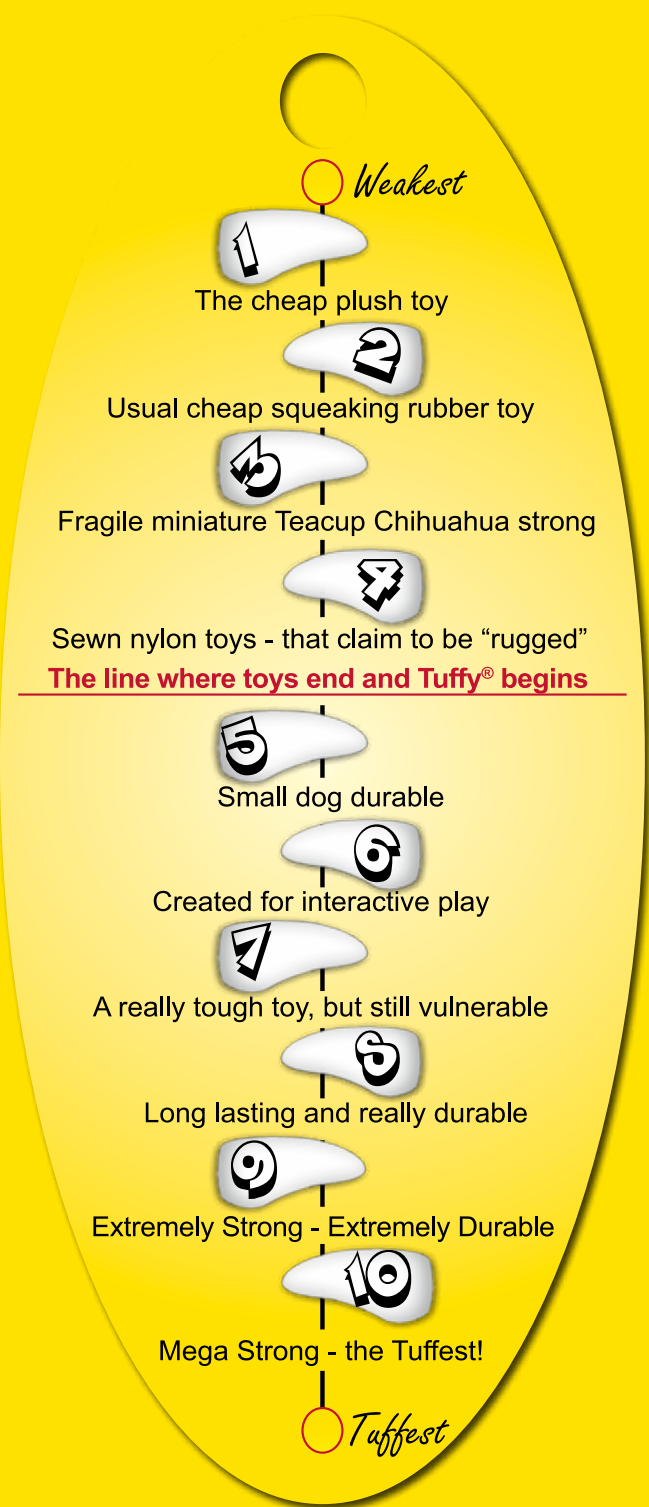 Weakest
1
The cheap plush toy
2
Usual cheap squeaking rubber toy
3
Fragile miniature Teacup Chihuahua strong
4
Sewn nylon toys - that claim to be “rugged”
The line where toys end and Tuffy® begins
5
Small dog durable
6
Created for interactive play
7
A really tough toy, but still vulnerable
8
Long lasting and really durable
9
Extremely Strong - Extremely Durable
10
Mega Strong - the Tuffest!
Tuffest